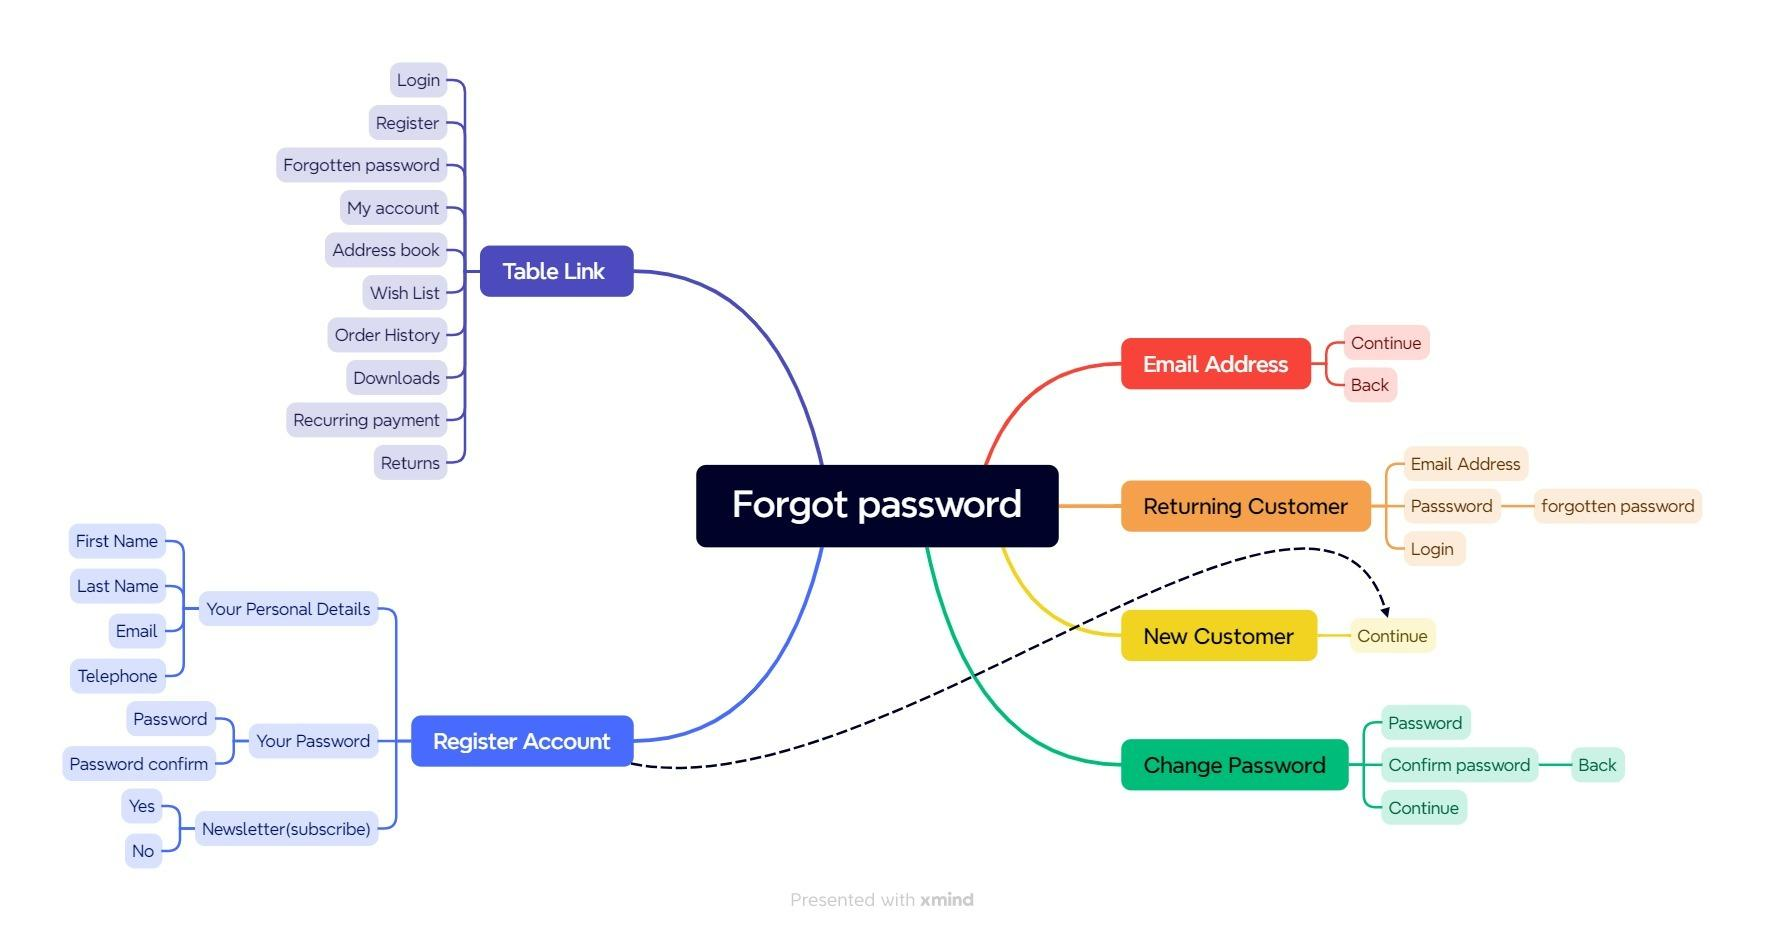 Forgot password
Email Address
Continue
Back
Returning Customer
Email Address
Passsword
forgotten password
Login
New Customer
Continue
Change Password
Password
Confirm password
Back
Continue
Register Account
Your Personal Details
First Name
Last Name
Email
Telephone
Your Password
Password
Password confirm
Newsletter(subscribe)
Yes
No
Table Link
Login
Register
Forgotten password
My account
Address book
Wish List
Order History
Downloads
Recurring payment
Returns
Presented with xmind